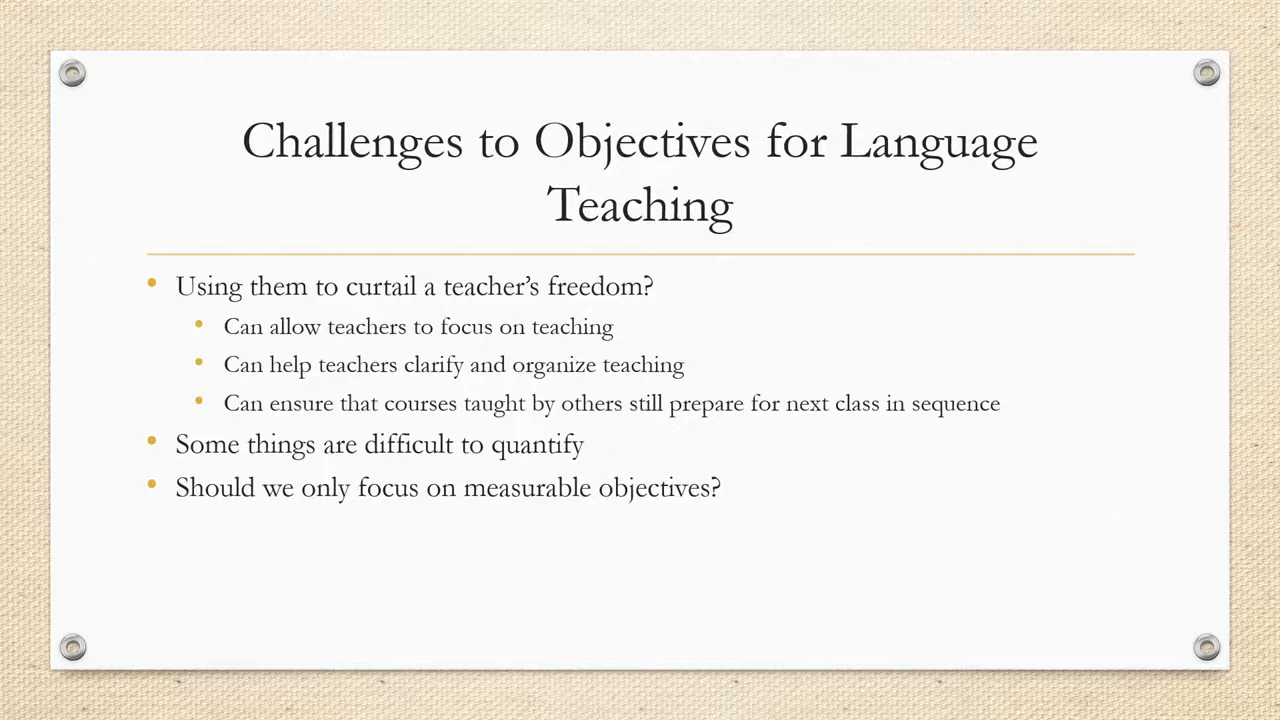 Challenges to Objectives for Language
Teaching
• Using them to curtail a teacher’s freedom?
• Can allow teachers to focus on teaching
• Can help teachers clarify and organize teaching
• Can ensure that courses taught by others still prepare for next class in sequence
• Some things are difficult to quantify
• Should we only focus on measurable objectives?